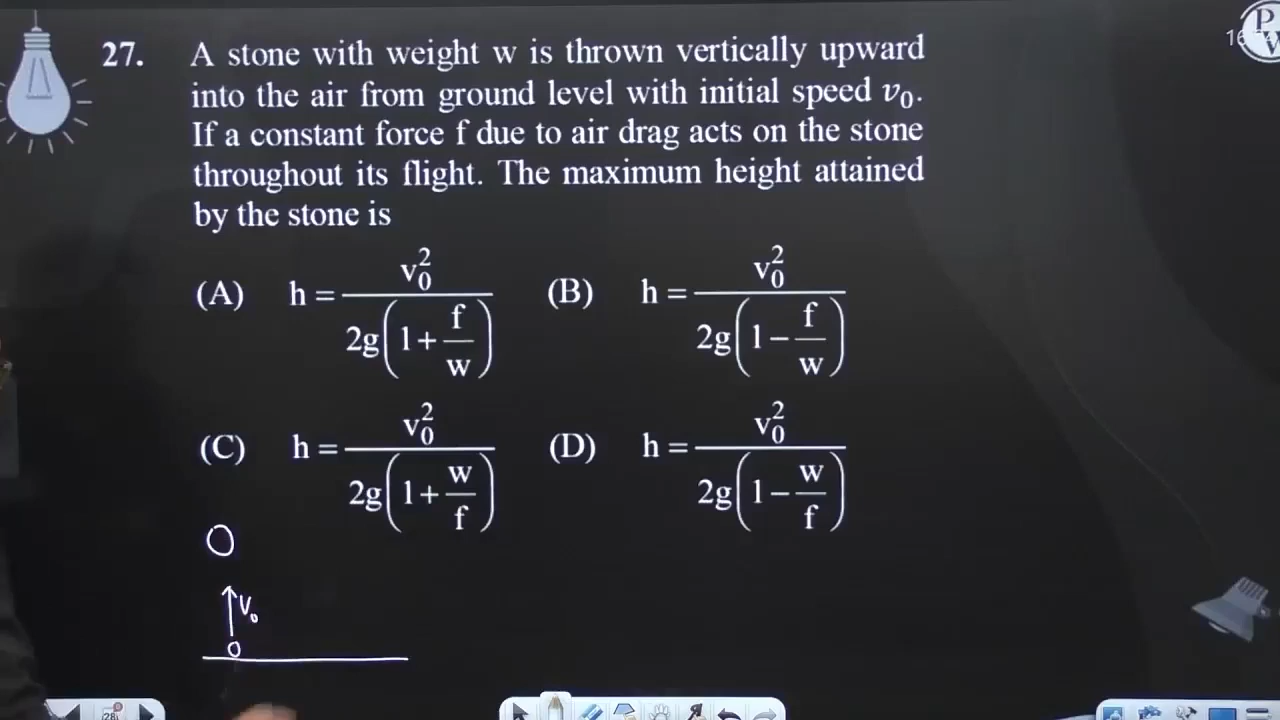 27. A stone with weight w is thrown vertically upward
into the air from ground level with initial speed v₀.
If a constant force f due to air drag acts on the stone
throughout its flight. The maximum height attained
by the stone is
(A) h = v₀² / 2g(1 + f/w) (B) h = v₀² / 2g(1 − f/w)
(C) h = v₀² / 2g(1 + w/f) (D) h = v₀² / 2g(1 − w/f)
v₀